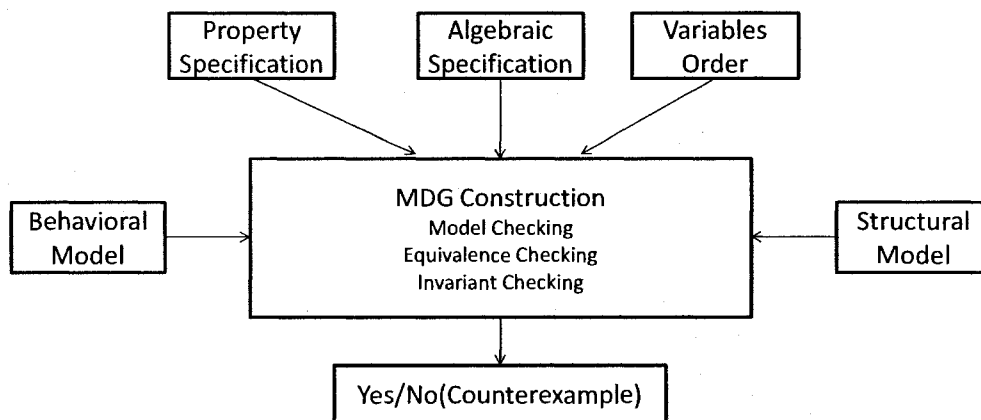 Property
Specification
Algebraic
Specification
Variables
Order
Behavioral
Model
MDG Construction
Model Checking
Equivalence Checking
Invariant Checking
Structural
Model
Yes/No(Counterexample)